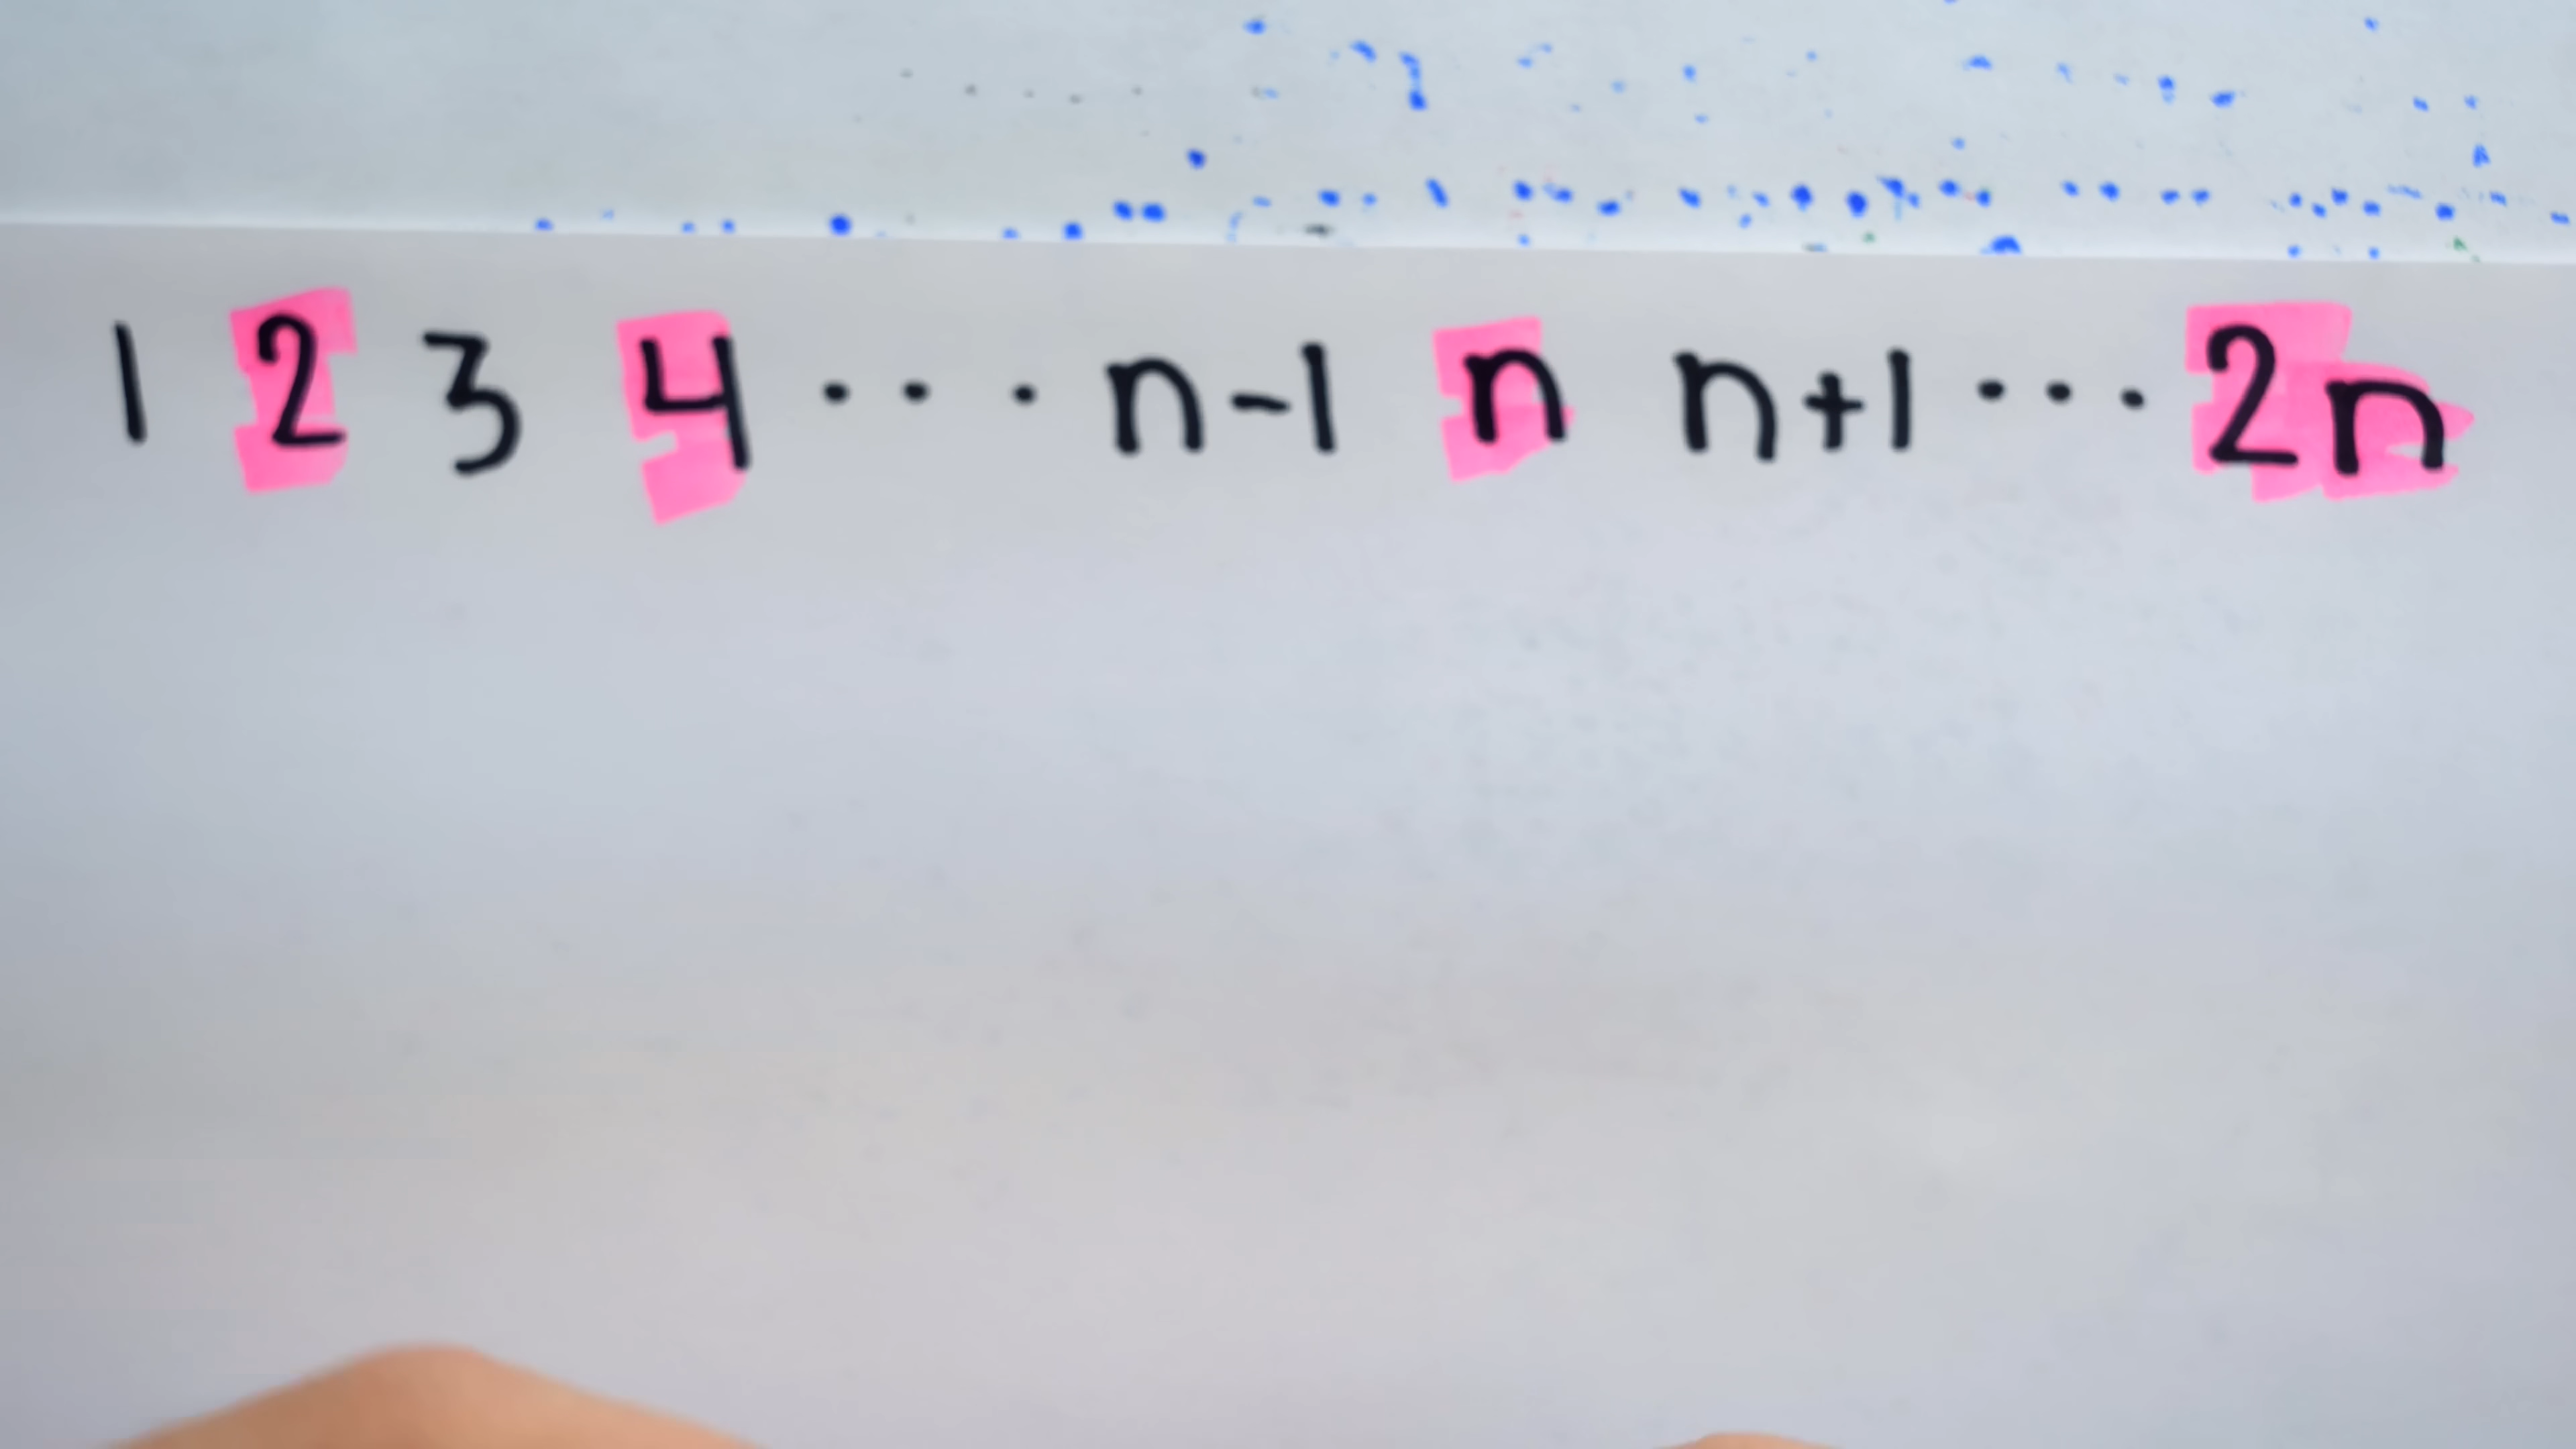 1 2 3 4 . . . n-1 n n+1 . . . 2n